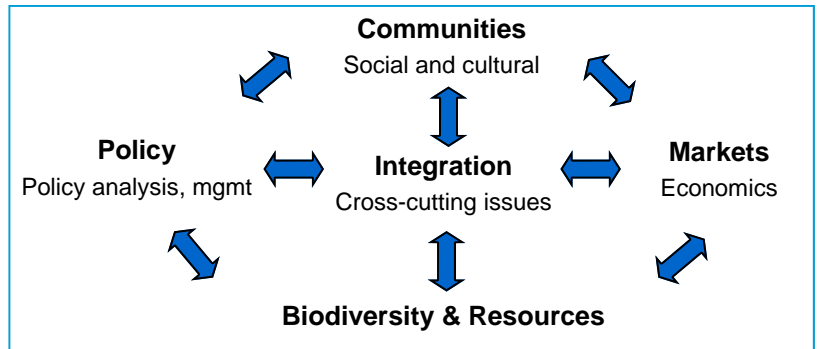 Communities
Social and cultural
Policy
Policy analysis, mgmt
Integration
Cross-cutting issues
Markets
Economics
Biodiversity & Resources